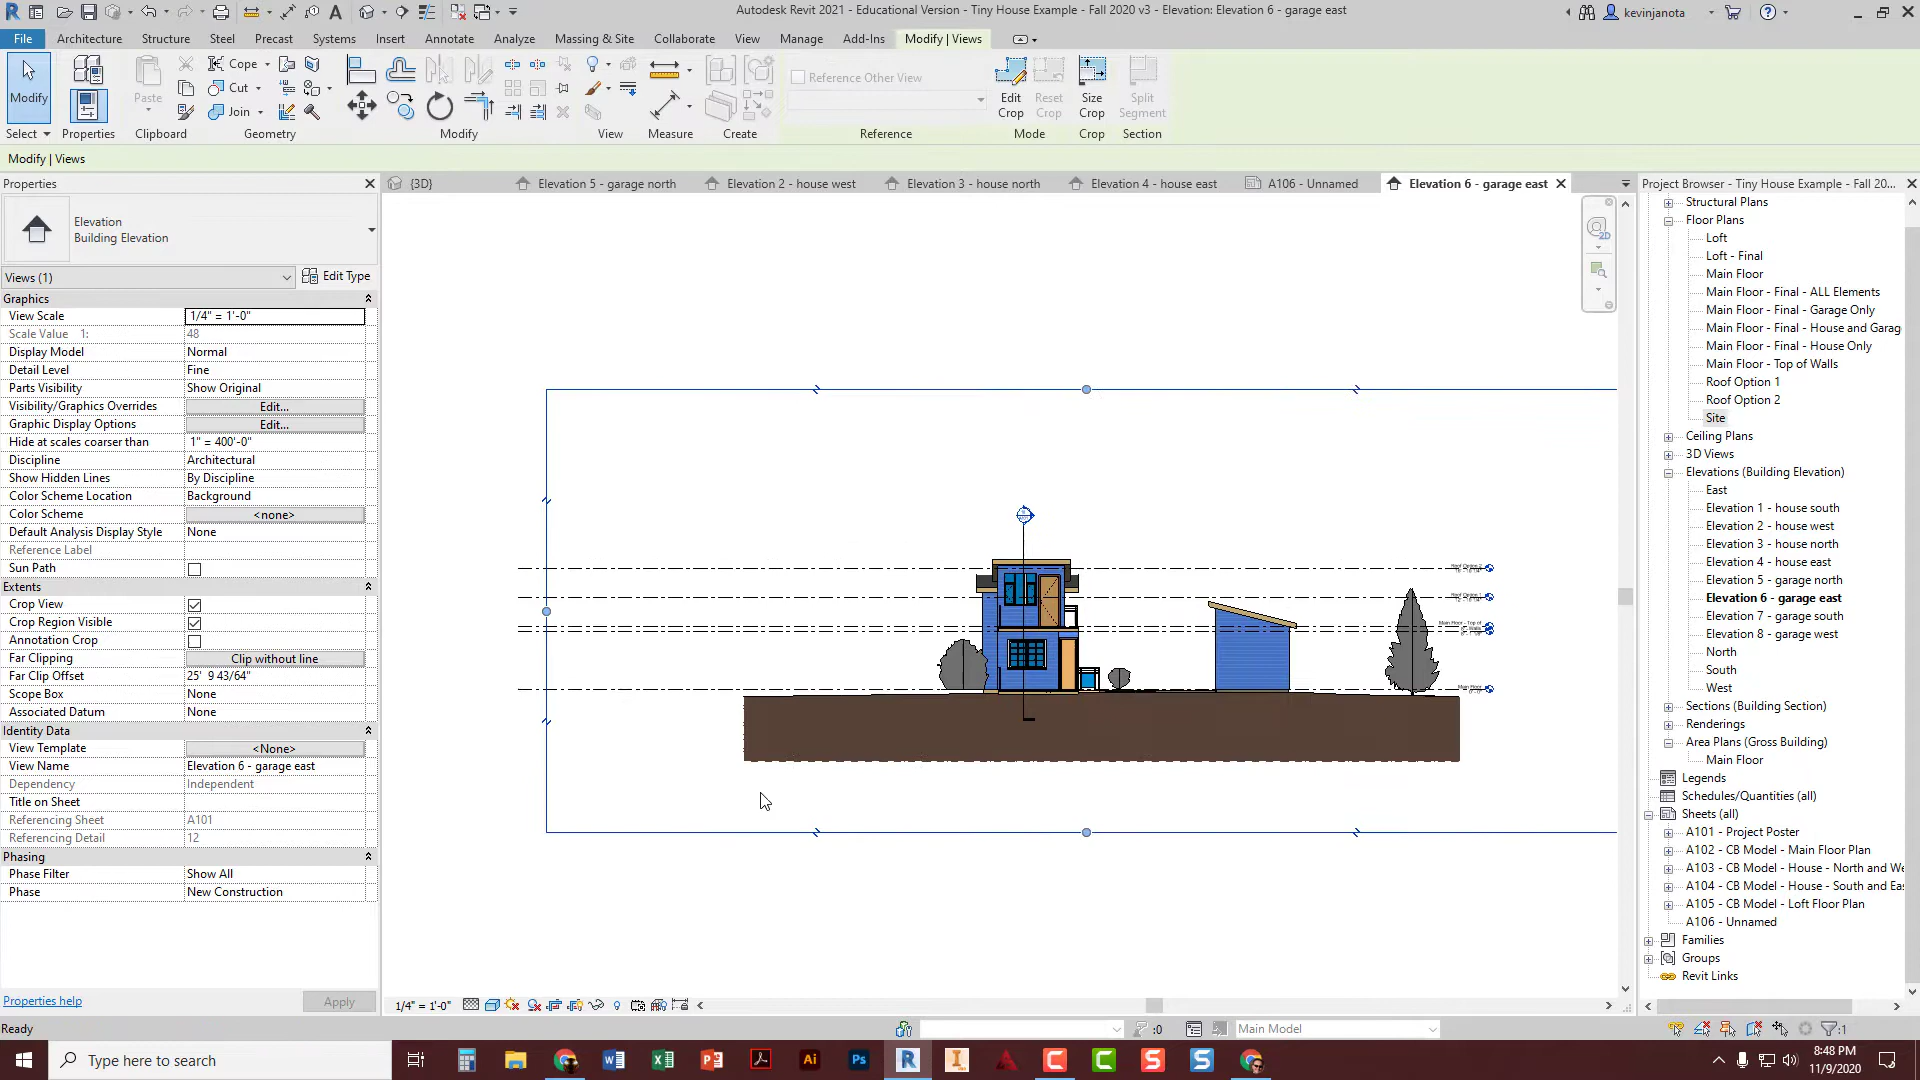 Autodesk Revit 2021 - Educational Version - Tiny House Example - Fall 2020 v3 - Elevation: Elevation 6 - garage east
kevinjanota
File Architecture Structure Steel Precast Systems Insert Annotate Analyze Massing & Site Collaborate View Manage Add-Ins Modify | Views
Modify
Paste
Cope
Cut
Join
Reference Other View
Edit Crop
Reset Crop
Size Crop
Split Segment
Select Properties Clipboard Geometry Modify View Measure Create Reference Mode Crop Section
Modify | Views
Properties
{3D} Elevation 5 - garage north Elevation 2 - house west Elevation 3 - house north Elevation 4 - house east A106 - Unnamed Elevation 6 - garage east
Project Browser - Tiny House Example - Fall 20...
Elevation
Building Elevation
Views (1) Edit Type
Graphics
View Scale 1/4" = 1'-0"
Scale Value 1: 48
Display Model Normal
Detail Level Fine
Parts Visibility Show Original
Visibility/Graphics Overrides Edit...
Graphic Display Options Edit...
Hide at scales coarser than 1" = 400'-0"
Discipline Architectural
Show Hidden Lines By Discipline
Color Scheme Location Background
Color Scheme <none>
Default Analysis Display Style None
Reference Label
Sun Path
Extents
Crop View
Crop Region Visible
Annotation Crop
Far Clipping Clip without line
Far Clip Offset 25' 9 43/64"
Scope Box None
Associated Datum None
Identity Data
View Template <None>
View Name Elevation 6 - garage east
Dependency Independent
Title on Sheet
Referencing Sheet A101
Referencing Detail 12
Phasing
Phase Filter Show All
Phase New Construction
Properties help Apply
2D
Roof Option 2
Roof Option 1
Main Floor - Top of Walls
Main Floor
Structural Plans
Floor Plans
Loft
Loft - Final
Main Floor
Main Floor - Final - ALL Elements
Main Floor - Final - Garage Only
Main Floor - Final - House and Garag
Main Floor - Final - House Only
Main Floor - Top of Walls
Roof Option 1
Roof Option 2
Site
Ceiling Plans
3D Views
Elevations (Building Elevation)
East
Elevation 1 - house south
Elevation 2 - house west
Elevation 3 - house north
Elevation 4 - house east
Elevation 5 - garage north
Elevation 6 - garage east
Elevation 7 - garage south
Elevation 8 - garage west
North
South
West
Sections (Building Section)
Renderings
Area Plans (Gross Building)
Main Floor
Legends
Schedules/Quantities (all)
Sheets (all)
A101 - Project Poster
A102 - CB Model - Main Floor Plan
A103 - CB Model - House - North and We
A104 - CB Model - House - South and Eas
A105 - CB Model - Loft Floor Plan
A106 - Unnamed
Families
Groups
Revit Links
1/4" = 1'-0"
Ready :0 Main Model :1
Type here to search
8:48 PM
11/9/2020